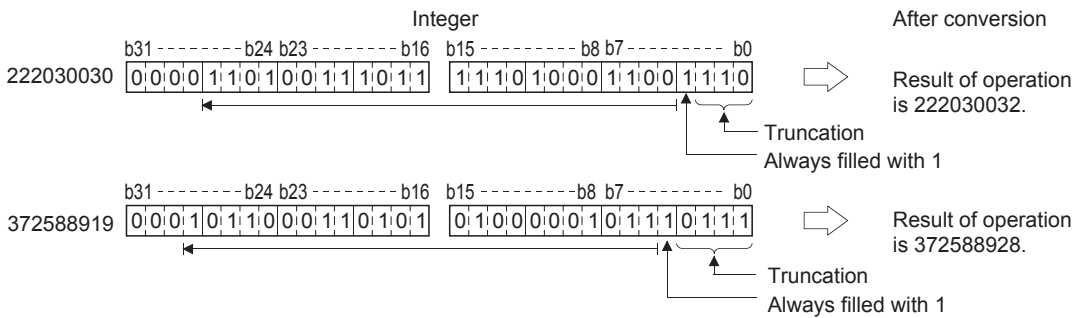 Integer
After conversion
b31 - - - - - - - b24 b23 - - - - - - - - b16 b15 - - - - - - - - - b8 b7 - - - - - - - - - b0
222030030 0 0 0 0 1 1 0 1 0 0 1 1 1 0 1 1 1 1 1 0 1 0 0 0 1 1 0 0 1 1 1 0
Result of operation
is 222030032.
Truncation
Always filled with 1
b31 - - - - - - - b24 b23 - - - - - - - - b16 b15 - - - - - - - - - b8 b7 - - - - - - - - - b0
372588919 0 0 0 1 0 1 1 0 0 0 1 1 0 1 0 1 0 1 0 0 0 0 0 1 0 1 1 1 0 1 1 1
Result of operation
is 372588928.
Truncation
Always filled with 1